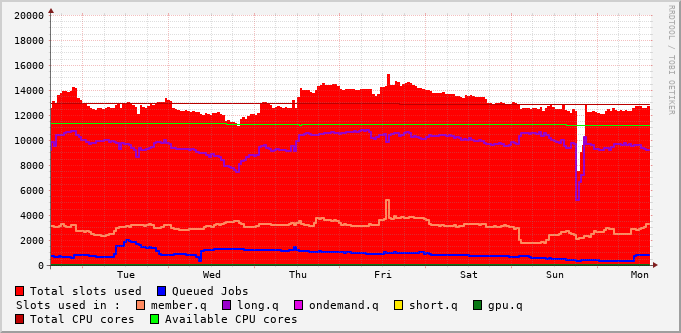 20000
18000
16000
14000
12000
10000
8000
6000
4000
2000
0
Tue Wed Thu Fri Sat Sun Mon
RRDTOOL / TOBI OETIKER
Total slots used Queued Jobs
Slots used in : member.q long.q ondemand.q short.q gpu.q
Total CPU cores Available CPU cores